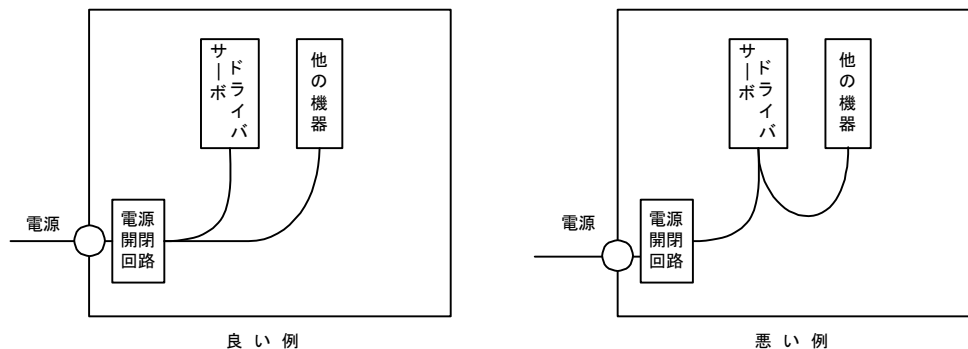 サーボ
ドライバ
他の機器
電源
電源
開閉
回路
良い例
サーボ
ドライバ
他の機器
電源
電源
開閉
回路
悪い例